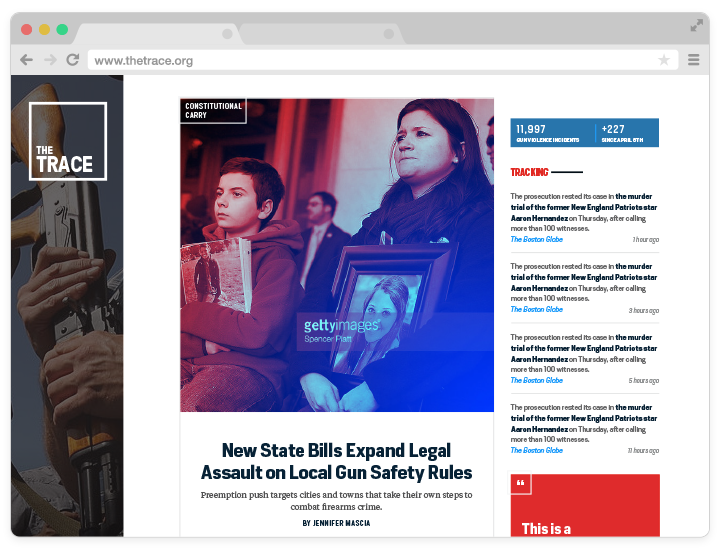 www.thetrace.org
THE
TRACE
CONSTITUTIONAL
CARRY
gettyimages
Spencer Platt
New State Bills Expand Legal
Assault on Local Gun Safety Rules
Preemption push targets cities and towns that take their own steps to
combat firearms crime.
BY JENNIFER MASCIA
11,997
GUN VIOLENCE INCIDENTS
+227
SINCE APRIL 5TH
TRACKING
The prosecution rested its case in the murder
trial of the former New England Patriots star
Aaron Hernandez on Thursday, after calling
more than 100 witnesses.
The Boston Globe 1 hour ago
The prosecution rested its case in the murder
trial of the former New England Patriots star
Aaron Hernandez on Thursday, after calling
more than 100 witnesses.
The Boston Globe 3 hours ago
The prosecution rested its case in the murder
trial of the former New England Patriots star
Aaron Hernandez on Thursday, after calling
more than 100 witnesses.
The Boston Globe 5 hours ago
The prosecution rested its case in the murder
trial of the former New England Patriots star
Aaron Hernandez on Thursday, after calling
more than 100 witnesses.
The Boston Globe 11 hours ago
“
This is a